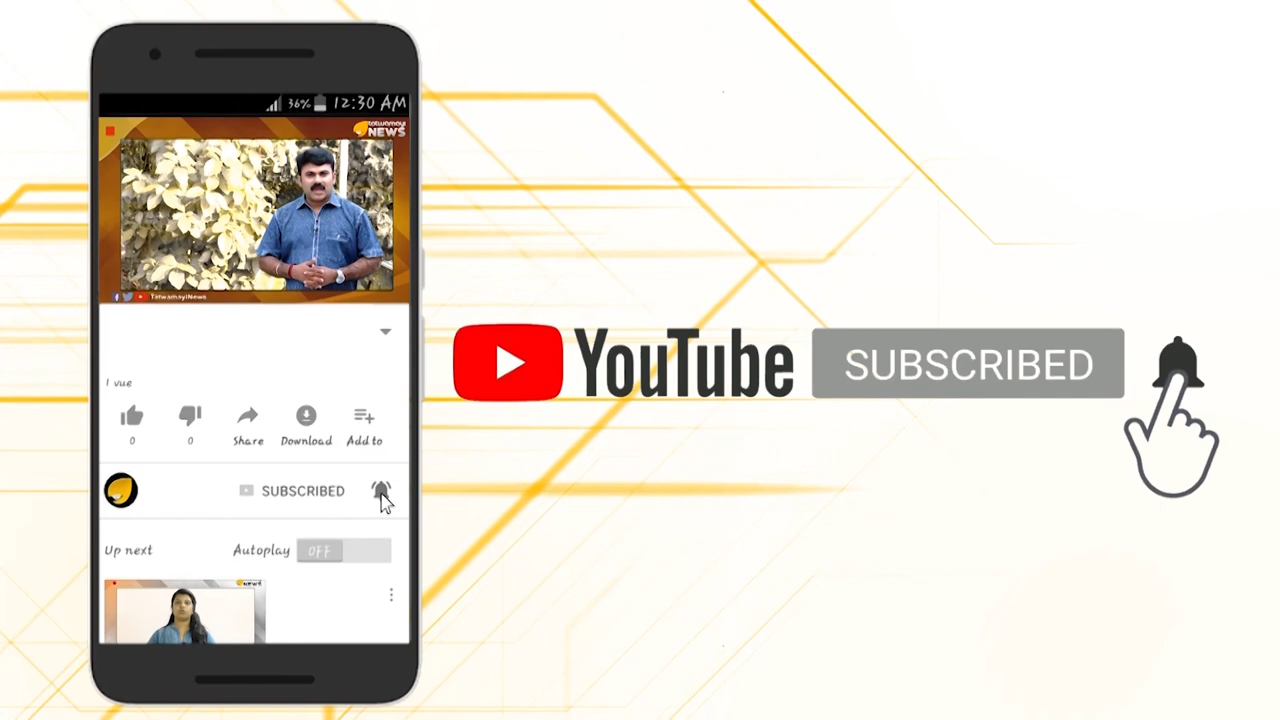 36% 12:30 AM
tatwamayi
NEWS
TatwamayiNews
1 vue
0 0 Share Download Add to
SUBSCRIBED
Up next Autoplay OFF
NEWS
YouTube SUBSCRIBED